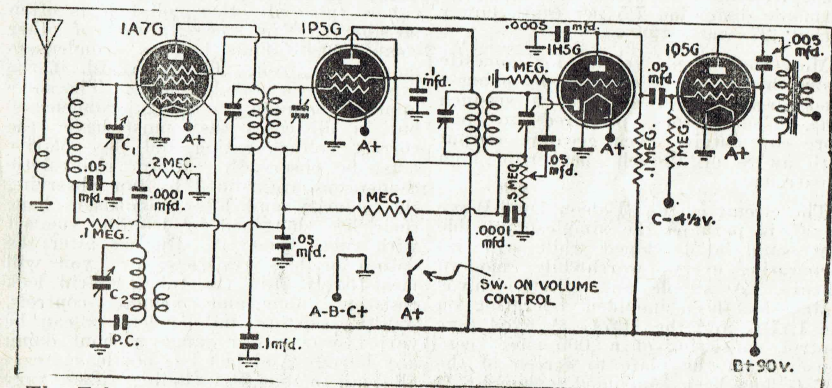 1A7G
1P5G
.0005 mfd.
1H5G
1Q5G
.005 mfd.
1 MEG.
.1 mfd.
.05 mfd.
A+
A+
A+
A+
C1
.05 mfd.
.2 MEG.
.0001 mfd.
.1 MEG.
.05 mfd.
1 MEG.
.5 MEG.
.0001 mfd.
.05 mfd.
.1 MEG.
1 MEG.
C-4½v.
C2
P.C.
.1mfd.
A-B-C+
A+
SW. ON VOLUME
CONTROL
B+90v.